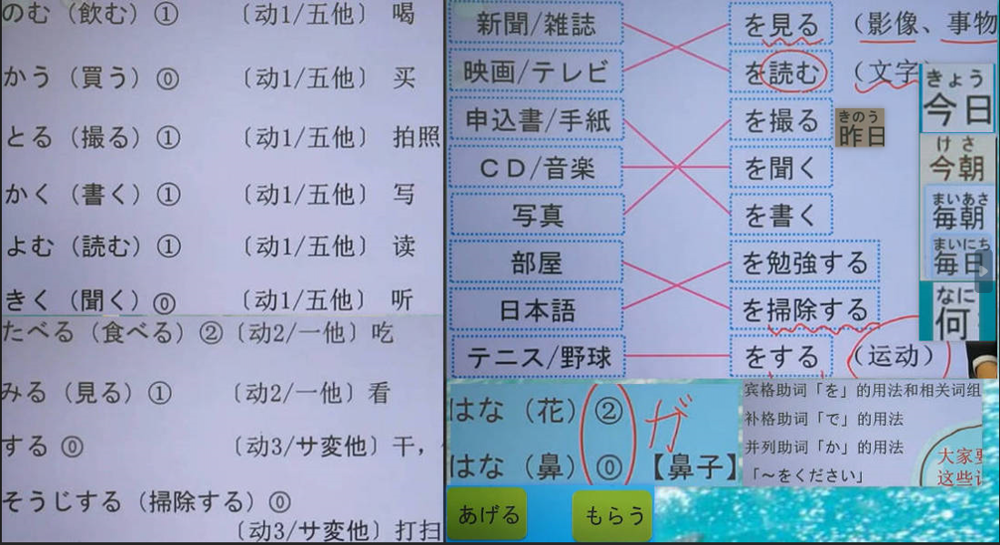 のむ（飲む）① 〔动1/五他〕 喝
かう（買う）⓪ 〔动1/五他〕 买
とる（撮る）① 〔动1/五他〕 拍照
かく（書く）① 〔动1/五他〕 写
よむ（読む）① 〔动1/五他〕 读
きく（聞く）⓪ 〔动1/五他〕 听
たべる（食べる）②〔动2/一他〕吃
みる（見る）① 〔动2/一他〕看
する⓪ 〔动3/サ変他〕干，
そうじする（掃除する）⓪
〔动3/サ変他〕打扫
新聞/雑誌
映画/テレビ
申込書/手紙
ＣＤ/音楽
写真
部屋
日本語
テニス/野球
を見る （影像、事物
を読む （文字
を撮る
を聞く
を書く
を勉強する
を掃除する
をする （运动）
きのう
昨日
きょう
今日
けさ
今朝
まいあさ
毎朝
まいにち
毎日
なに
何
はな（花）② が
はな（鼻）⓪ 【鼻子】
宾格助词「を」的用法和相关词组
补格助词「で」的用法
并列助词「か」的用法
「～をください」
大家要
这些
あげる
もらう